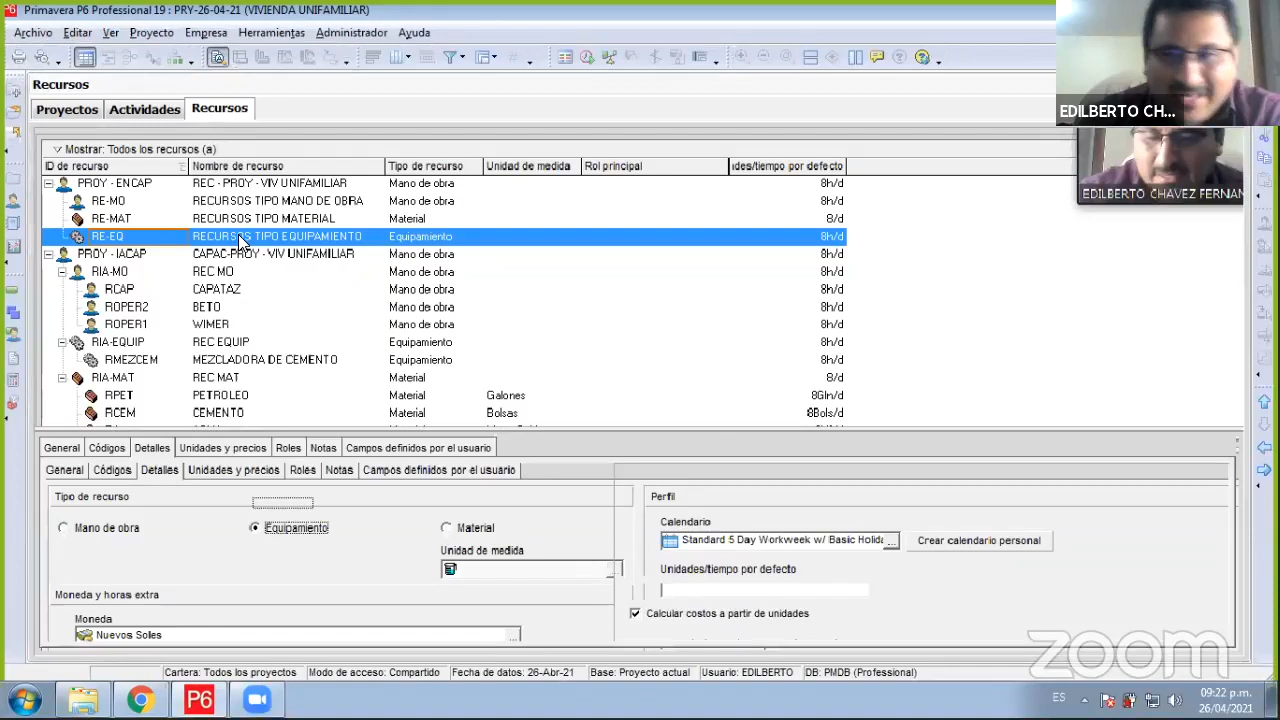 Primavera P6 Professional 19 : PRY-26-04-21 (VIVIENDA UNIFAMILIAR)
Archivo Editar Ver Proyecto Empresa Herramientas Administrador Ayuda
Recursos
Proyectos Actividades Recursos
Mostrar: Todos los recursos (a)
ID de recurso Nombre de recurso Tipo de recurso Unidad de medida Rol principal ides/tiempo por defecto
PROY - ENCAP REC - PROY - VIV UNIFAMILIAR Mano de obra 8h/d
RE-MO RECURSOS TIPO MANO DE OBRA Mano de obra 8h/d
RE-MAT RECURSOS TIPO MATERIAL Material 8/d
RE-EQ RECURSOS TIPO EQUIPAMIENTO Equipamiento 8h/d
PROY - IACAP CAPAC-PROY - VIV UNIFAMILIAR Mano de obra 8h/d
RIA-MO REC MO Mano de obra 8h/d
RCAP CAPATAZ Mano de obra 8h/d
ROPER2 BETO Mano de obra 8h/d
ROPER1 WIMER Mano de obra 8h/d
RIA-EQUIP REC EQUIP Equipamiento 8h/d
RMEZCEM MEZCLADORA DE CEMENTO Equipamiento 8h/d
RIA-MAT REC MAT Material 8/d
RPET PETROLEO Material Galones 8Gln/d
RCEM CEMENTO Material Bolsas 8Bols/d
General Códigos Detalles Unidades y precios Roles Notas Campos definidos por el usuario
General Códigos Detalles Unidades y precios Roles Notas Campos definidos por el usuario
Tipo de recurso
Mano de obra Equipamiento Material
Unidad de medida
Moneda y horas extra
Moneda
Nuevos Soles
Perfil
Calendario
Standard 5 Day Workweek w/ Basic Holida ... Crear calendario personal
Unidades/tiempo por defecto
Calcular costos a partir de unidades
Cartera: Todos los proyectos Modo de acceso: Compartido Fecha de datos: 26-Abr-21 Base: Proyecto actual Usuario: EDILBERTO DB: PMDB (Professional)
P6
ES
09:22 p.m.
26/04/2021
EDILBERTO CH...
EDILBERTO CHAVEZ FERNAN
zoom